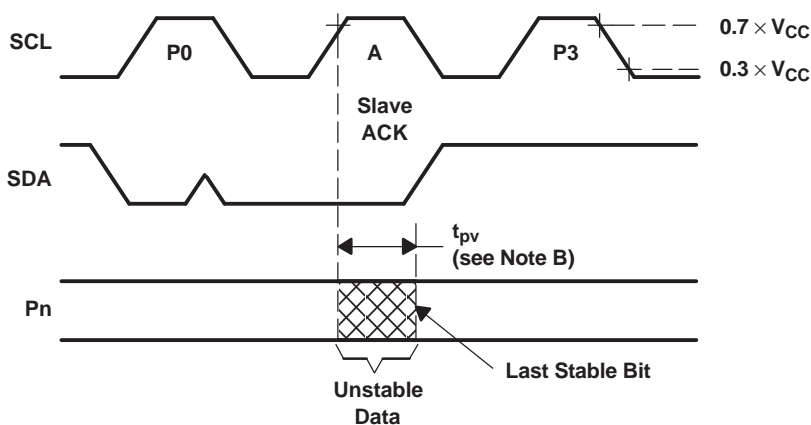 SCL
P0
A
P3
0.7 × VCC
0.3 × VCC
Slave
ACK
SDA
tpv
(see Note B)
Pn
Last Stable Bit
Unstable
Data